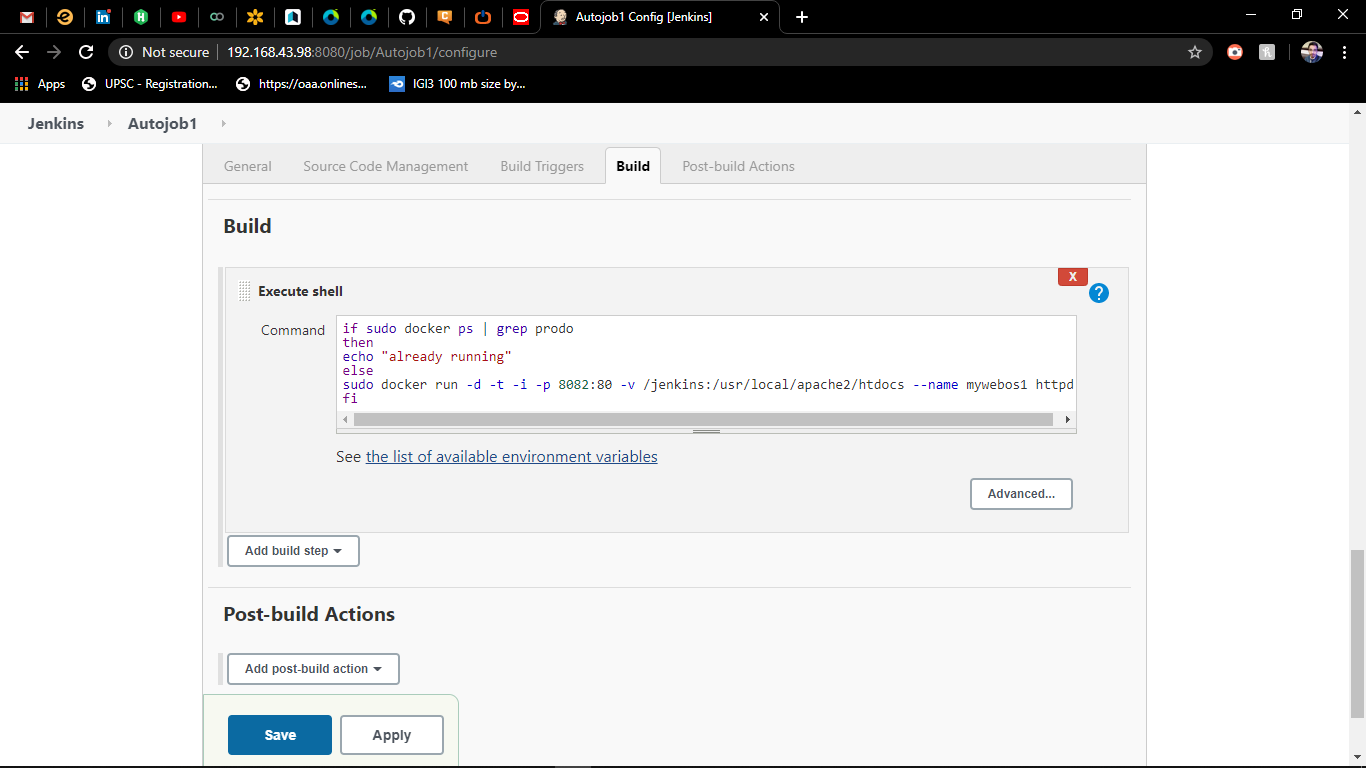 Autojob1 Config [Jenkins]
Not secure
192.168.43.98:8080/job/Autojob1/configure
Apps
UPSC - Registration...
https://oaa.onlines...
IGI3 100 mb size by...
Jenkins
Autojob1
General
Source Code Management
Build Triggers
Build
Post-build Actions
Build
X
?
Execute shell
Command
if sudo docker ps | grep prodo
then
echo "already running"
else
sudo docker run -d -t -i -p 8082:80 -v /jenkins:/usr/local/apache2/htdocs --name mywebos1 httpd
fi
See the list of available environment variables
Advanced...
Add build step
Post-build Actions
Add post-build action
Save
Apply